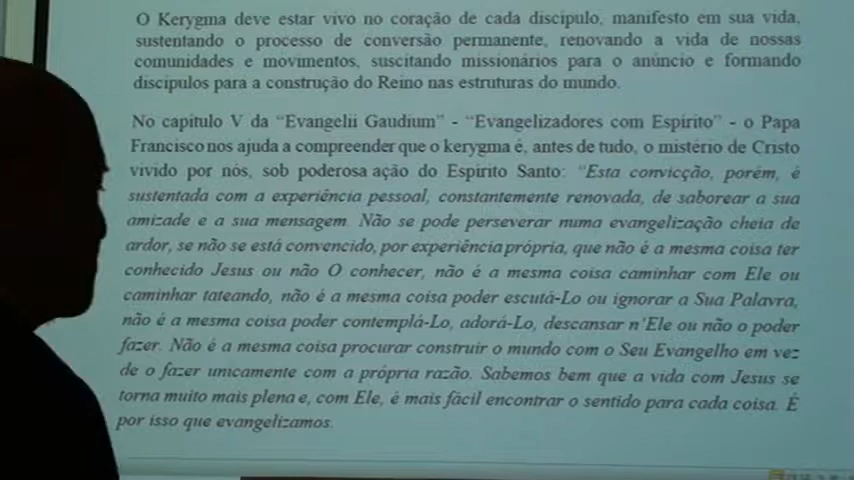 O Kerygma deve estar vivo no coração de cada discípulo, manifesto em sua vida,
sustentando o processo de conversão permanente, renovando a vida de nossas
comunidades e movimentos, suscitando missionários para o anúncio e formando
discípulos para a construção do Reino nas estruturas do mundo.
No capítulo V da “Evangelii Gaudium” - “Evangelizadores com Espírito” - o Papa
Francisco nos ajuda a compreender que o kerygma é, antes de tudo, o mistério de Cristo
vivido por nós, sob poderosa ação do Espírito Santo: “Esta convicção, porém, é
sustentada com a experiência pessoal, constantemente renovada, de saborear a sua
amizade e a sua mensagem. Não se pode perseverar numa evangelização cheia de
ardor, se não se está convencido, por experiência própria, que não é a mesma coisa ter
conhecido Jesus ou não O conhecer, não é a mesma coisa caminhar com Ele ou
caminhar tateando, não é a mesma coisa poder escutá-Lo ou ignorar a Sua Palavra,
não é a mesma coisa poder contemplá-Lo, adorá-Lo, descansar n’Ele ou não o poder
fazer. Não é a mesma coisa procurar construir o mundo com o Seu Evangelho em vez
de o fazer unicamente com a própria razão. Sabemos bem que a vida com Jesus se
torna muito mais plena e, com Ele, é mais fácil encontrar o sentido para cada coisa. É
por isso que evangelizamos.